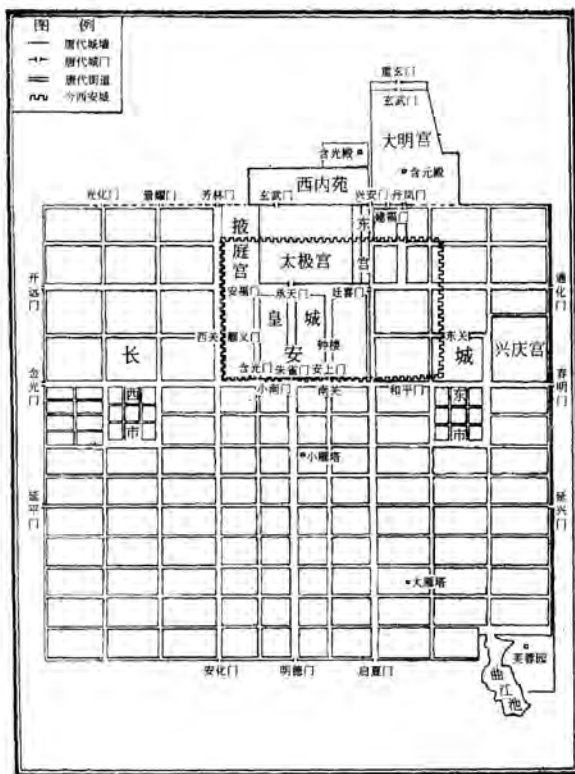 图 例
唐代城墙
唐代城门
唐代街道
今西安城
重玄门
玄武门
大明宫
含光殿
含元殿
西内苑
光化门 景耀门 芳林门 玄武门 兴安门 丹凤门
建福门
掖庭宫
东宫
太极宫
开远门
通化门
安福门 承天门 延喜门
皇城
兴庆宫
西关 顺义门 钟楼 东关
长 安 城
含光门 朱雀门 安上门
金光门
春明门
小南门 南关 和平门
西市
东市
小雁塔
延平门
延兴门
大雁塔
安化门 明德门 启夏门
芙蓉园
曲江池